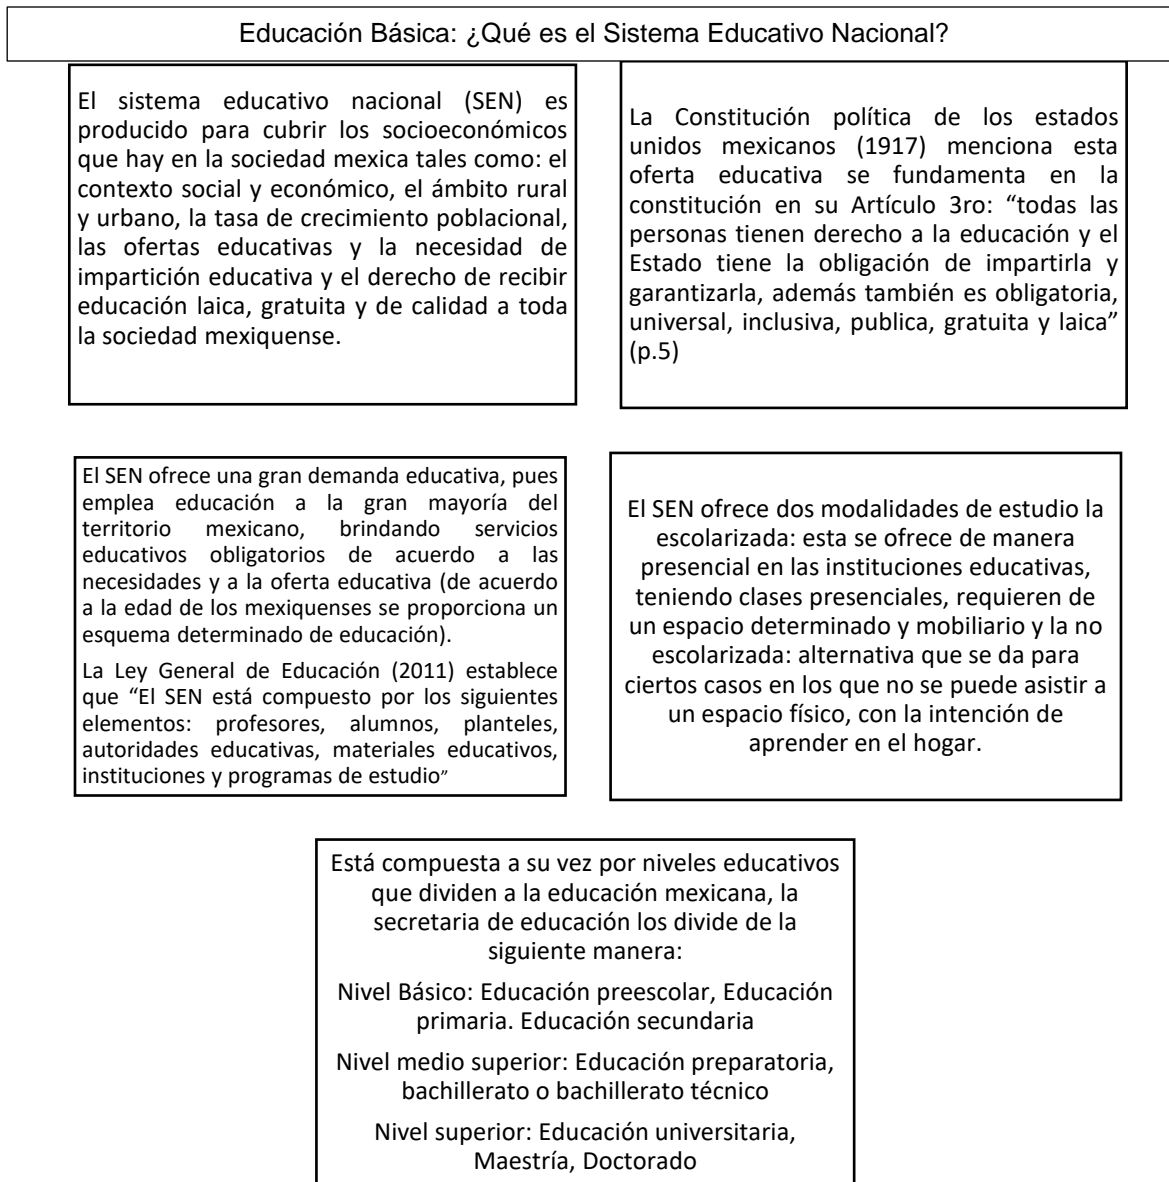 Educación Básica: ¿Qué es el Sistema Educativo Nacional?
El sistema educativo nacional (SEN) es
producido para cubrir los socioeconómicos
que hay en la sociedad mexica tales como: el
contexto social y económico, el ámbito rural
y urbano, la tasa de crecimiento poblacional,
las ofertas educativas y la necesidad de
impartición educativa y el derecho de recibir
educación laica, gratuita y de calidad a toda
la sociedad mexiquense.
La Constitución política de los estados
unidos mexicanos (1917) menciona esta
oferta educativa se fundamenta en la
constitución en su Artículo 3ro: “todas las
personas tienen derecho a la educación y el
Estado tiene la obligación de impartirla y
garantizarla, además también es obligatoria,
universal, inclusiva, publica, gratuita y laica”
(p.5)
El SEN ofrece una gran demanda educativa, pues
emplea educación a la gran mayoría del
territorio mexicano, brindando servicios
educativos obligatorios de acuerdo a las
necesidades y a la oferta educativa (de acuerdo
a la edad de los mexiquenses se proporciona un
esquema determinado de educación).
La Ley General de Educación (2011) establece
que “El SEN está compuesto por los siguientes
elementos: profesores, alumnos, planteles,
autoridades educativas, materiales educativos,
instituciones y programas de estudio”
El SEN ofrece dos modalidades de estudio la
escolarizada: esta se ofrece de manera
presencial en las instituciones educativas,
teniendo clases presenciales, requieren de
un espacio determinado y mobiliario y la no
escolarizada: alternativa que se da para
ciertos casos en los que no se puede asistir a
un espacio físico, con la intención de
aprender en el hogar.
Está compuesta a su vez por niveles educativos
que dividen a la educación mexicana, la
secretaria de educación los divide de la
siguiente manera:
Nivel Básico: Educación preescolar, Educación
primaria. Educación secundaria
Nivel medio superior: Educación preparatoria,
bachillerato o bachillerato técnico
Nivel superior: Educación universitaria,
Maestría, Doctorado